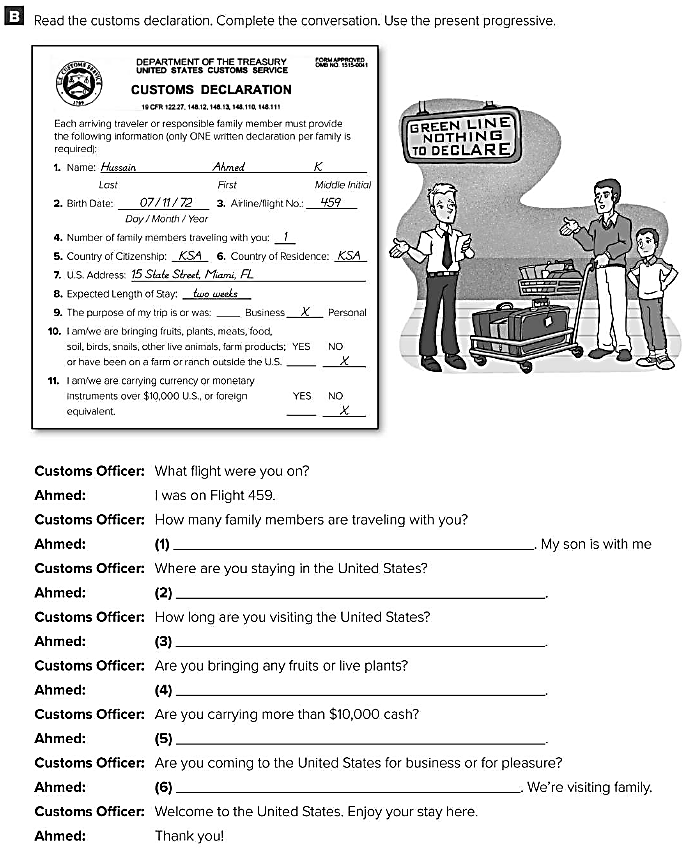 B Read the customs declaration. Complete the conversation. Use the present progressive.
U.S. CUSTOMS SERVICE
1789
DEPARTMENT OF THE TREASURY
UNITED STATES CUSTOMS SERVICE
FORM APPROVED
OMB NO. 1515-0041
CUSTOMS DECLARATION
19 CFR 122.27, 148.12, 148.13, 148.110, 148.111
Each arriving traveler or responsible family member must provide
the following information (only ONE written declaration per family is
required):
1. Name: Hussain Ahmed K
Last First Middle Initial
2. Birth Date: 07/11/72 3. Airline/flight No.: 459
Day / Month / Year
4. Number of family members traveling with you: 1
5. Country of Citizenship: KSA 6. Country of Residence: KSA
7. U.S. Address: 15 State Street, Miami, FL
8. Expected Length of Stay: two weeks
9. The purpose of my trip is or was: ____ Business X Personal
10. I am/we are bringing fruits, plants, meats, food,
soil, birds, snails, other live animals, farm products; YES NO
or have been on a farm or ranch outside the U.S. ____ X
11. I am/we are carrying currency or monetary
instruments over $10,000 U.S., or foreign YES NO
equivalent. ____ X
GREEN LINE
NOTHING
TO DECLARE
Customs Officer: What flight were you on?
Ahmed: I was on Flight 459.
Customs Officer: How many family members are traveling with you?
Ahmed: (1) ____. My son is with me
Customs Officer: Where are you staying in the United States?
Ahmed: (2) ____.
Customs Officer: How long are you visiting the United States?
Ahmed: (3) ____.
Customs Officer: Are you bringing any fruits or live plants?
Ahmed: (4) ____.
Customs Officer: Are you carrying more than $10,000 cash?
Ahmed: (5) ____.
Customs Officer: Are you coming to the United States for business or for pleasure?
Ahmed: (6) ____. We're visiting family.
Customs Officer: Welcome to the United States. Enjoy your stay here.
Ahmed: Thank you!